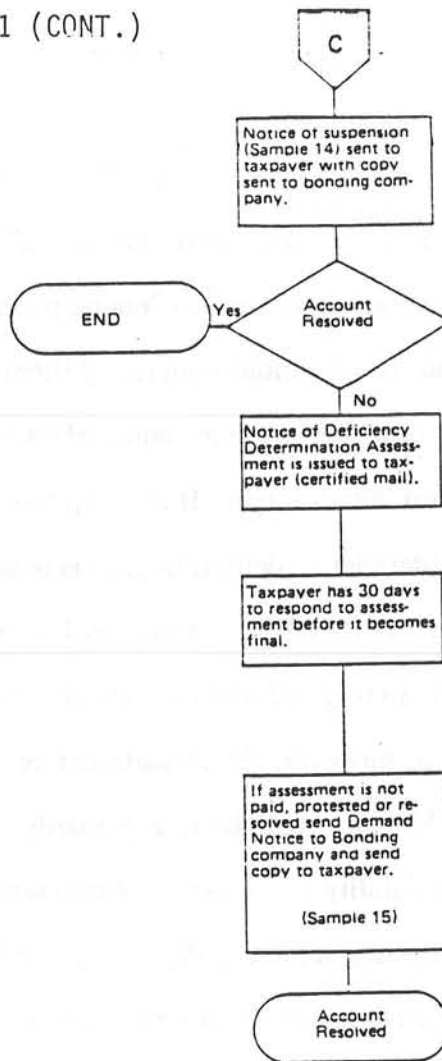 1 (CONT.)
C
Notice of suspension
(Sample 14) sent to
taxpayer with copy
sent to bonding com-
pany.
END
Yes
Account
Resolved
No
Notice of Deficiency
Determination Assess-
ment is issued to tax-
payer (certified mail).
Taxpayer has 30 days
to respond to assess-
ment before it becomes
final.
If assessment is not
paid, protested or re-
solved send Demand
Notice to Bonding
company and send
copy to taxpayer.
(Sample 15)
Account
Resolved